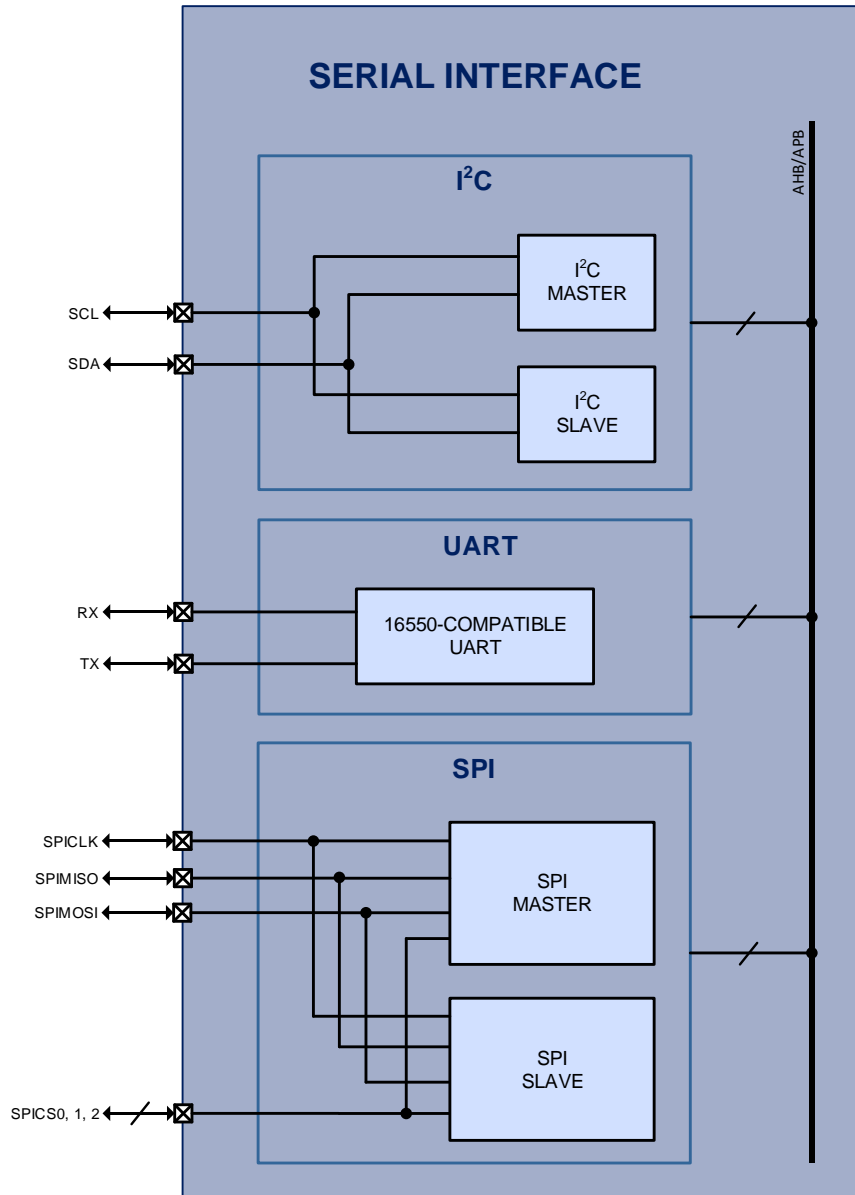 SERIAL INTERFACE
AHB/APB
I²C
I²C
MASTER
SCL
SDA
I²C
SLAVE
UART
RX
16550-COMPATIBLE
UART
TX
SPI
SPICLK
SPIMISO
SPIMOSI
SPI
MASTER
SPI
SLAVE
SPICS0, 1, 2